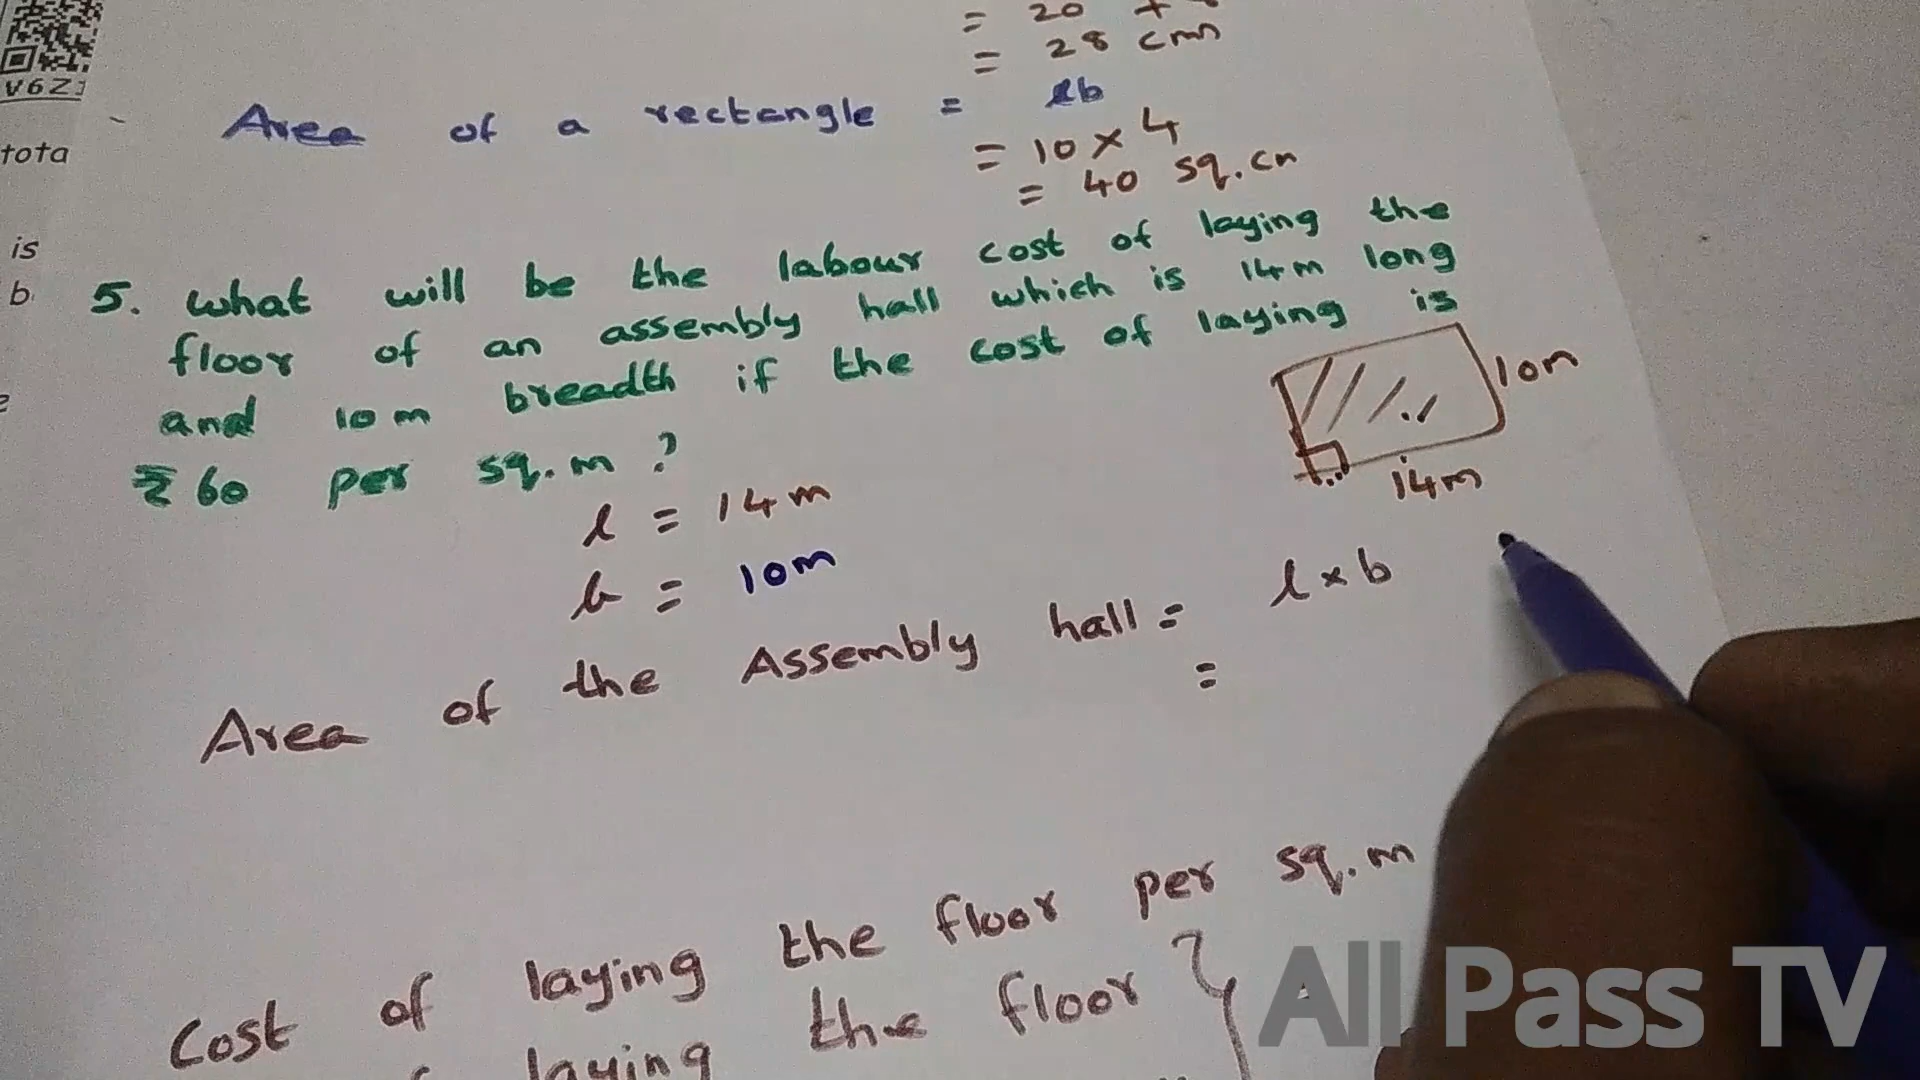 = 20 +
= 28 cm
V6Z
Area of a rectangle = lb
tota
= 10 × 4
= 40 sq.cm
is
b
5. What will be the labour cost of laying the
floor of an assembly hall which is 14m long
and 10m breadth if the cost of laying is
₹60 per sq.m?
10m
14m
l = 14m
b = 10m
Area of the Assembly hall = l × b
=
Cost of laying the floor per sq.m
laying the floor }
All Pass TV